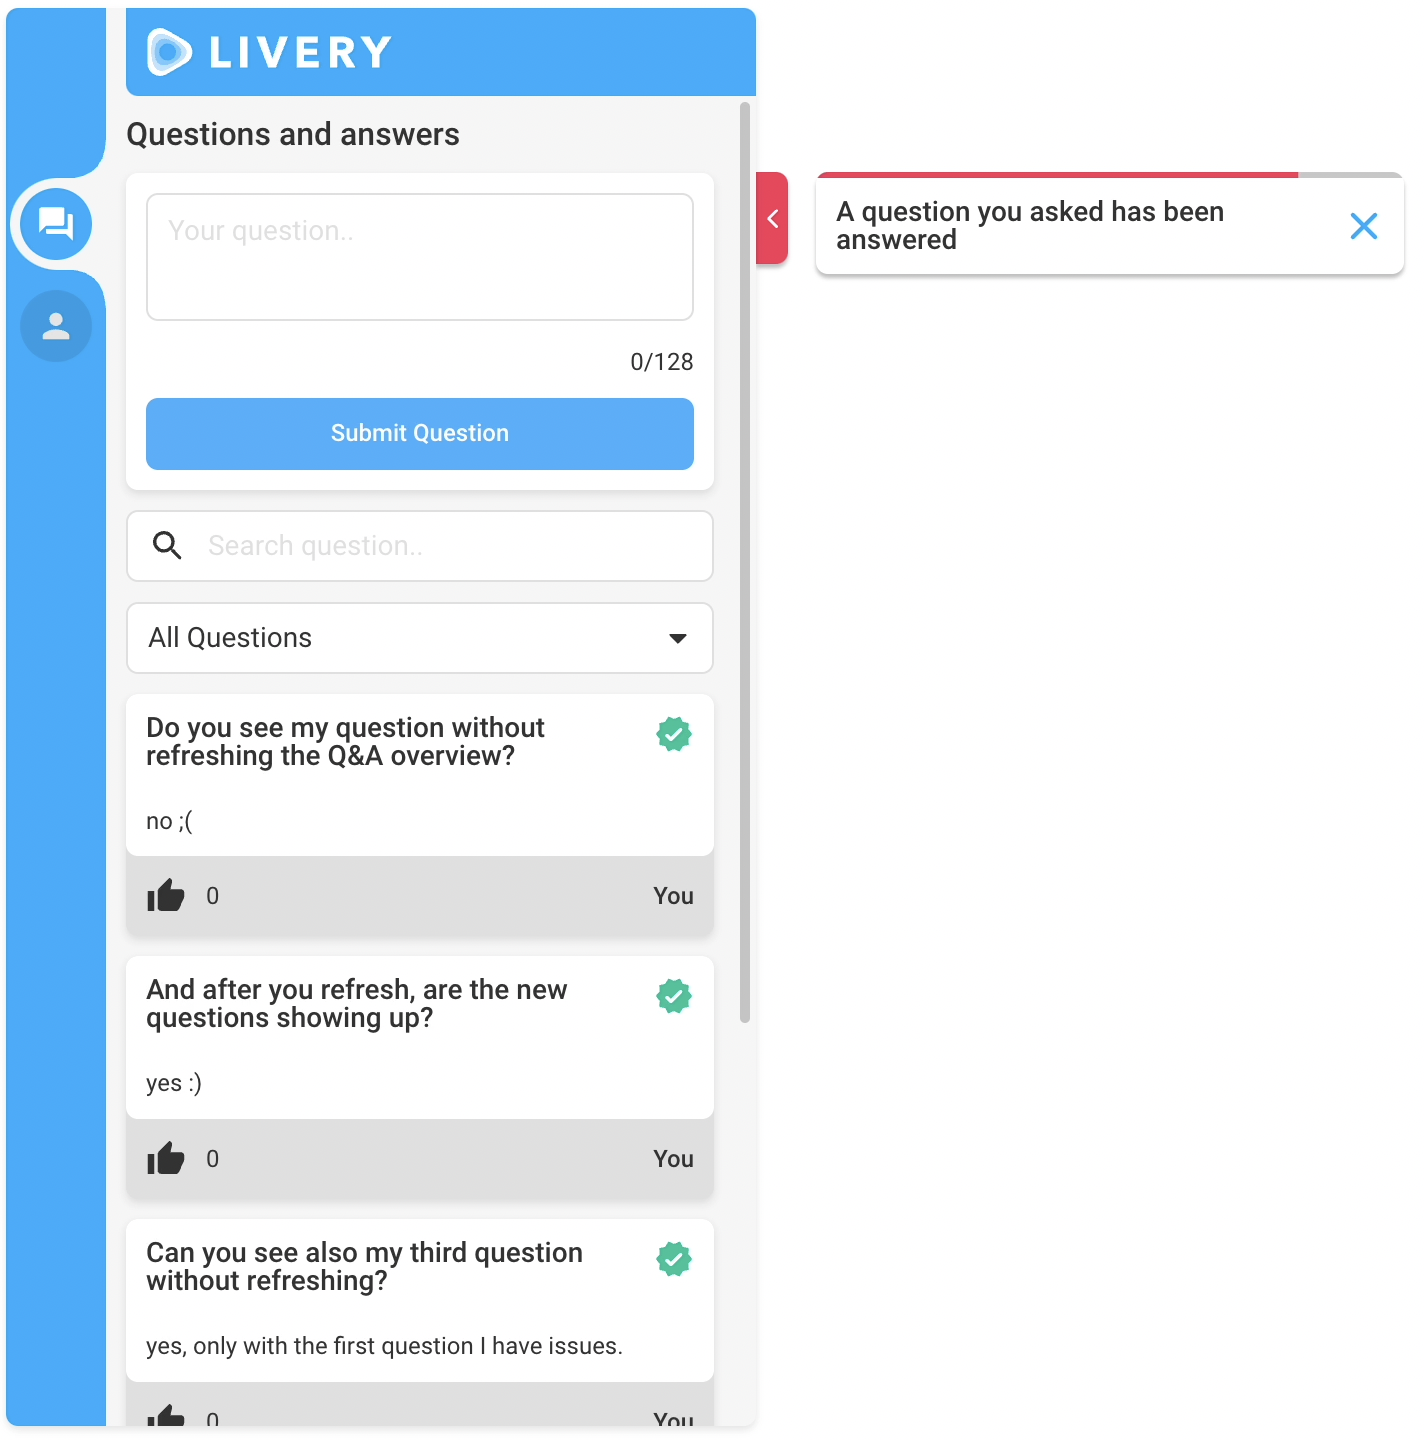 LIVERY
Questions and answers
Your question..
0/128
Submit Question
Search question..
All Questions
Do you see my question without
refreshing the Q&A overview?
no ;(
0
You
And after you refresh, are the new
questions showing up?
yes :)
0
You
Can you see also my third question
without refreshing?
yes, only with the first question I have issues.
0
You
A question you asked has been
answered